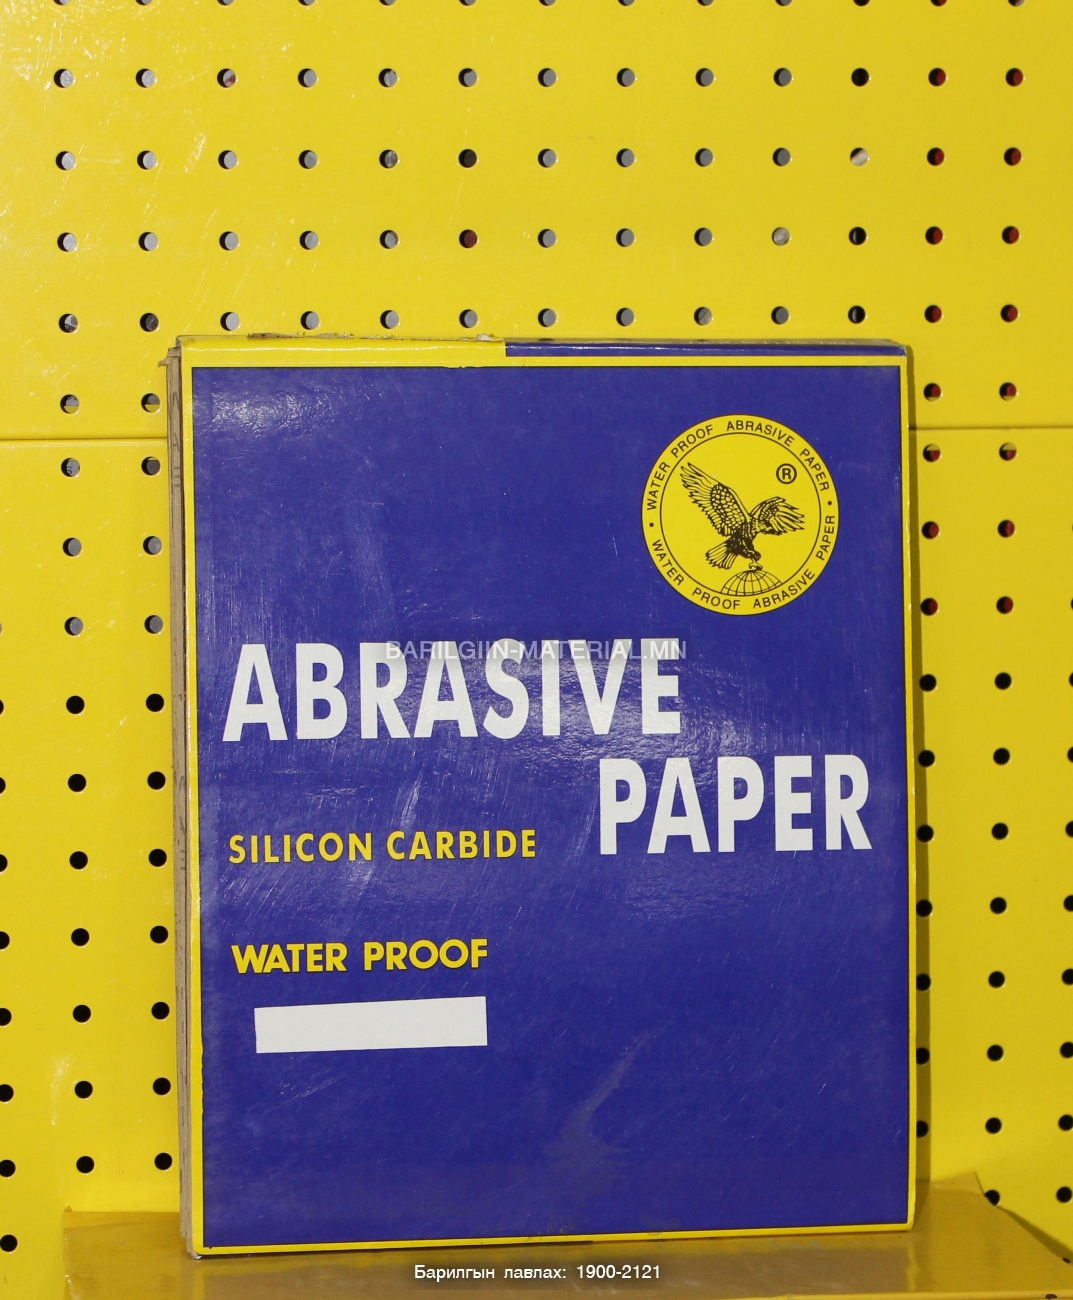 WATER PROOF ABRASIVE PAPER •
®
• WATER PROOF ABRASIVE PAPER
BARILGIIN-MATERIAL.MN
ABRASIVE
PAPER
SILICON CARBIDE
WATER PROOF
Барилгын лавлах: 1900-2121